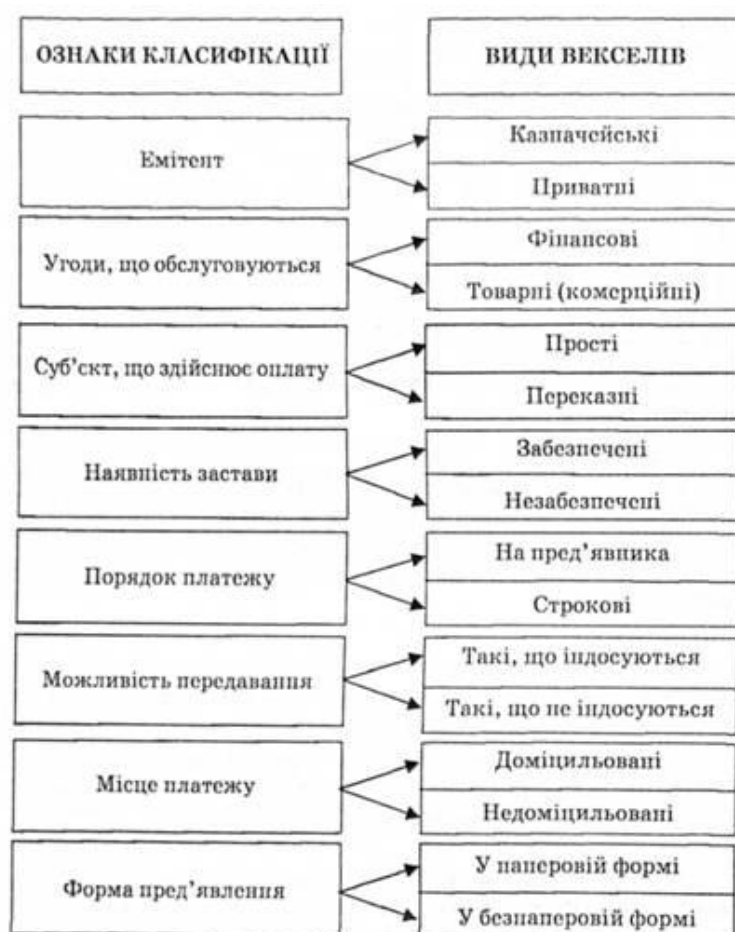 ОЗНАКИ КЛАСИФІКАЦІЇ
ВИДИ ВЕКСЕЛІВ
Емітент
Казначейські
Приватні
Угоди, що обслуговуються
Фінансові
Товарні (комерційні)
Суб’єкт, що здійснює оплату
Прості
Переказні
Наявність застави
Забезпечені
Незабезпечені
Порядок платежу
На пред’явника
Строкові
Можливість передавання
Такі, що індосуються
Такі, що не індосуються
Місце платежу
Доміцильовані
Недоміцильовані
Форма пред’явлення
У паперовій формі
У безпаперовій формі